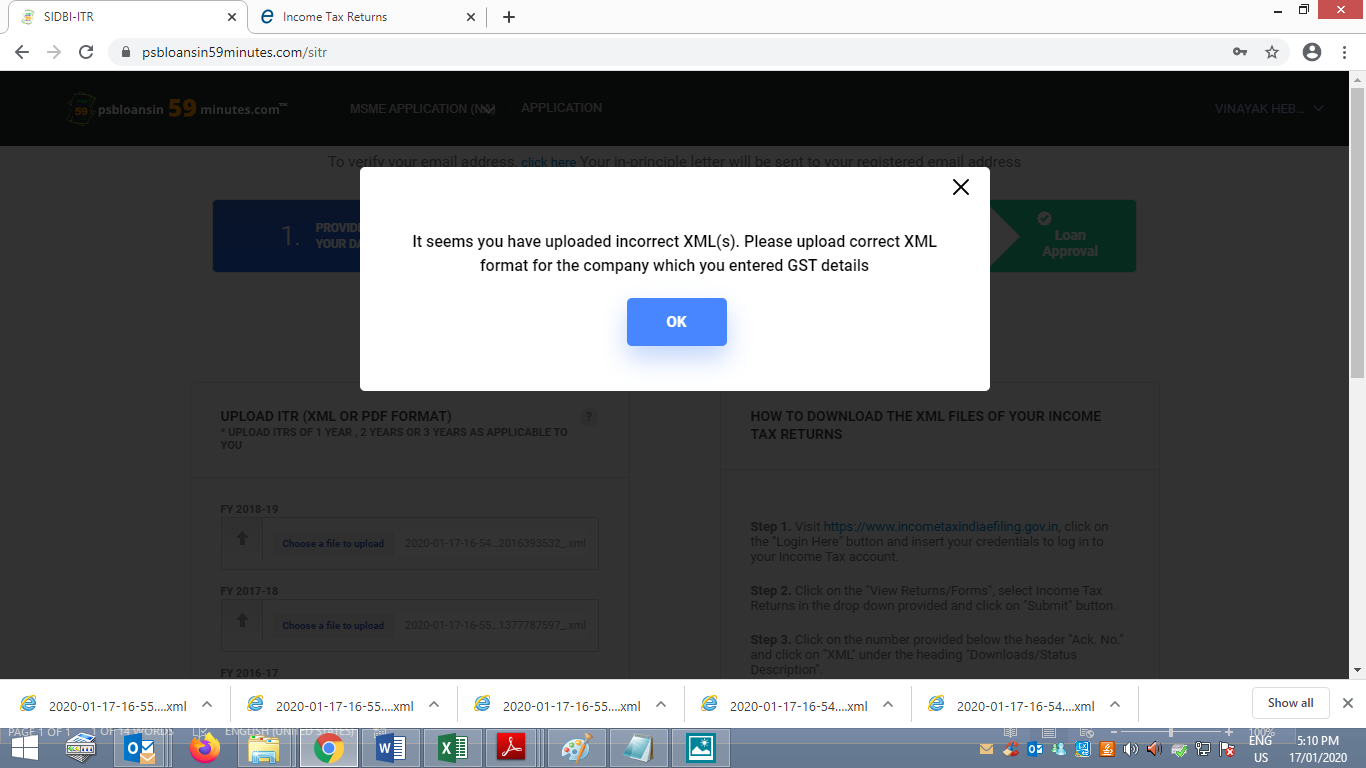 SIDBI-ITR
Income Tax Returns
psbloansin59minutes.com/sitr
59 psbloansin 59 minutes.com™
MSME APPLICATION (N
APPLICATION
VINAYAK HEB...
To verify your email address, click here Your in-principle letter will be sent to your registered email address
1.
PROVID
YOUR DA
Loan
Approval
It seems you have uploaded incorrect XML(s). Please upload correct XML
format for the company which you entered GST details
OK
UPLOAD ITR (XML OR PDF FORMAT)
?
* UPLOAD ITRS OF 1 YEAR , 2 YEARS OR 3 YEARS AS APPLICABLE TO
YOU
FY 2018-19
Choose a file to upload
2020-01-17-16-54...2016393532_.xml
FY 2017-18
Choose a file to upload
2020-01-17-16-55...1377787597_.xml
FY 2016-17
HOW TO DOWNLOAD THE XML FILES OF YOUR INCOME
TAX RETURNS
Step 1. Visit https://www.incometaxindiaefiling.gov.in, click on
the "Login Here" button and insert your credentials to log in to
your Income Tax account.
Step 2. Click on the "View Returns/Forms", select Income Tax
Returns in the drop down provided and click on "Submit" button.
Step 3. Click on the number provided below the header "Ack. No."
and click on "XML" under the heading "Downloads/Status
Description".
2020-01-17-16-55....xml
2020-01-17-16-55....xml
2020-01-17-16-55....xml
2020-01-17-16-54....xml
2020-01-17-16-54....xml
Show all
PAGE 1 OF 1
OF 14 WORDS
ENGLISH (UNITED STATES)
100%
ENG
US
5:10 PM
17/01/2020